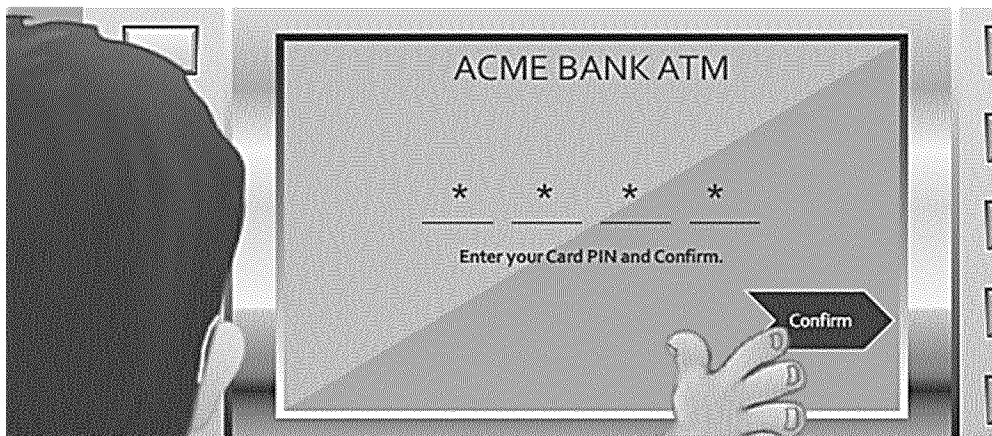 ACME BANK ATM
* * * *
Enter your Card PIN and Confirm.
Confirm